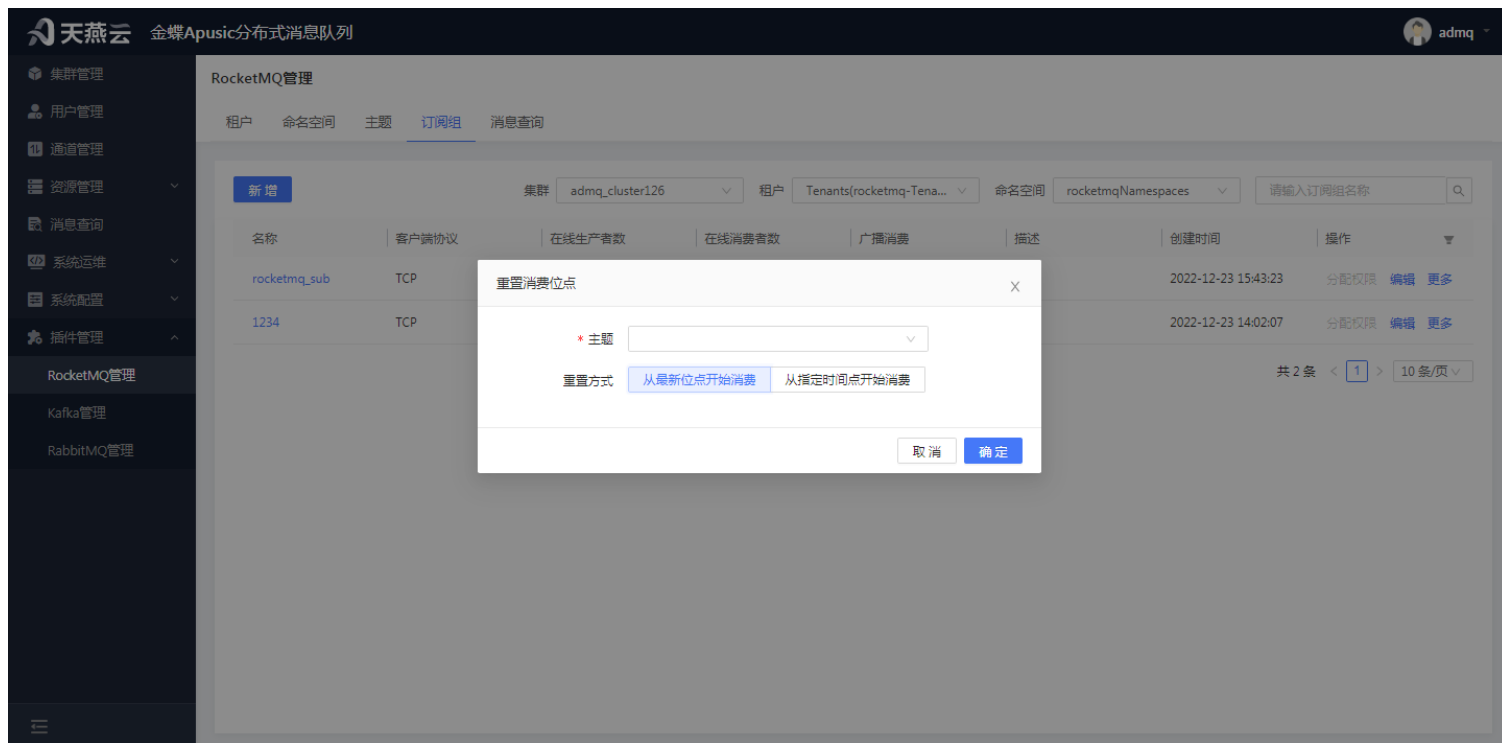 天燕云 金蝶Apusic分布式消息队列 admq
集群管理
用户管理
通道管理
资源管理
消息查询
系统运维
系统配置
插件管理
RocketMQ管理
Kafka管理
RabbitMQ管理
RocketMQ管理
租户 命名空间 主题 订阅组 消息查询
新增 集群 admq_cluster126 租户 Tenants(rocketmq-Tena... 命名空间 rocketmqNamespaces 请输入订阅组名称
名称 客户端协议 在线生产者数 在线消费者数 广播消费 描述 创建时间 操作
rocketmq_sub TCP 2022-12-23 15:43:23 分配权限 编辑 更多
1234 TCP 2022-12-23 14:02:07 分配权限 编辑 更多
共 2 条 < 1 > 10 条/页
重置消费位点 X
* 主题
重置方式 从最新位点开始消费 从指定时间点开始消费
取消 确定